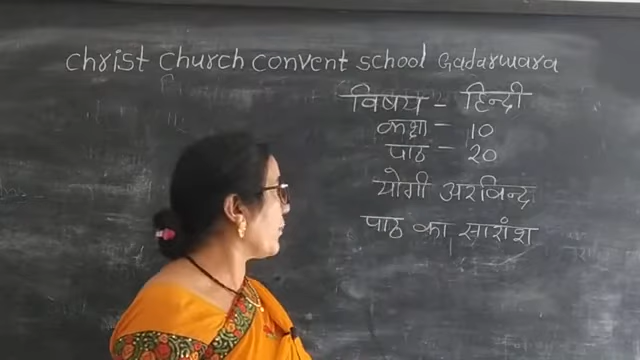 christ church convent school Gadarwara
विषय - हिन्दी
कक्षा - 10
पाठ - 20
योगी अरविन्द
पाठ का सारांश